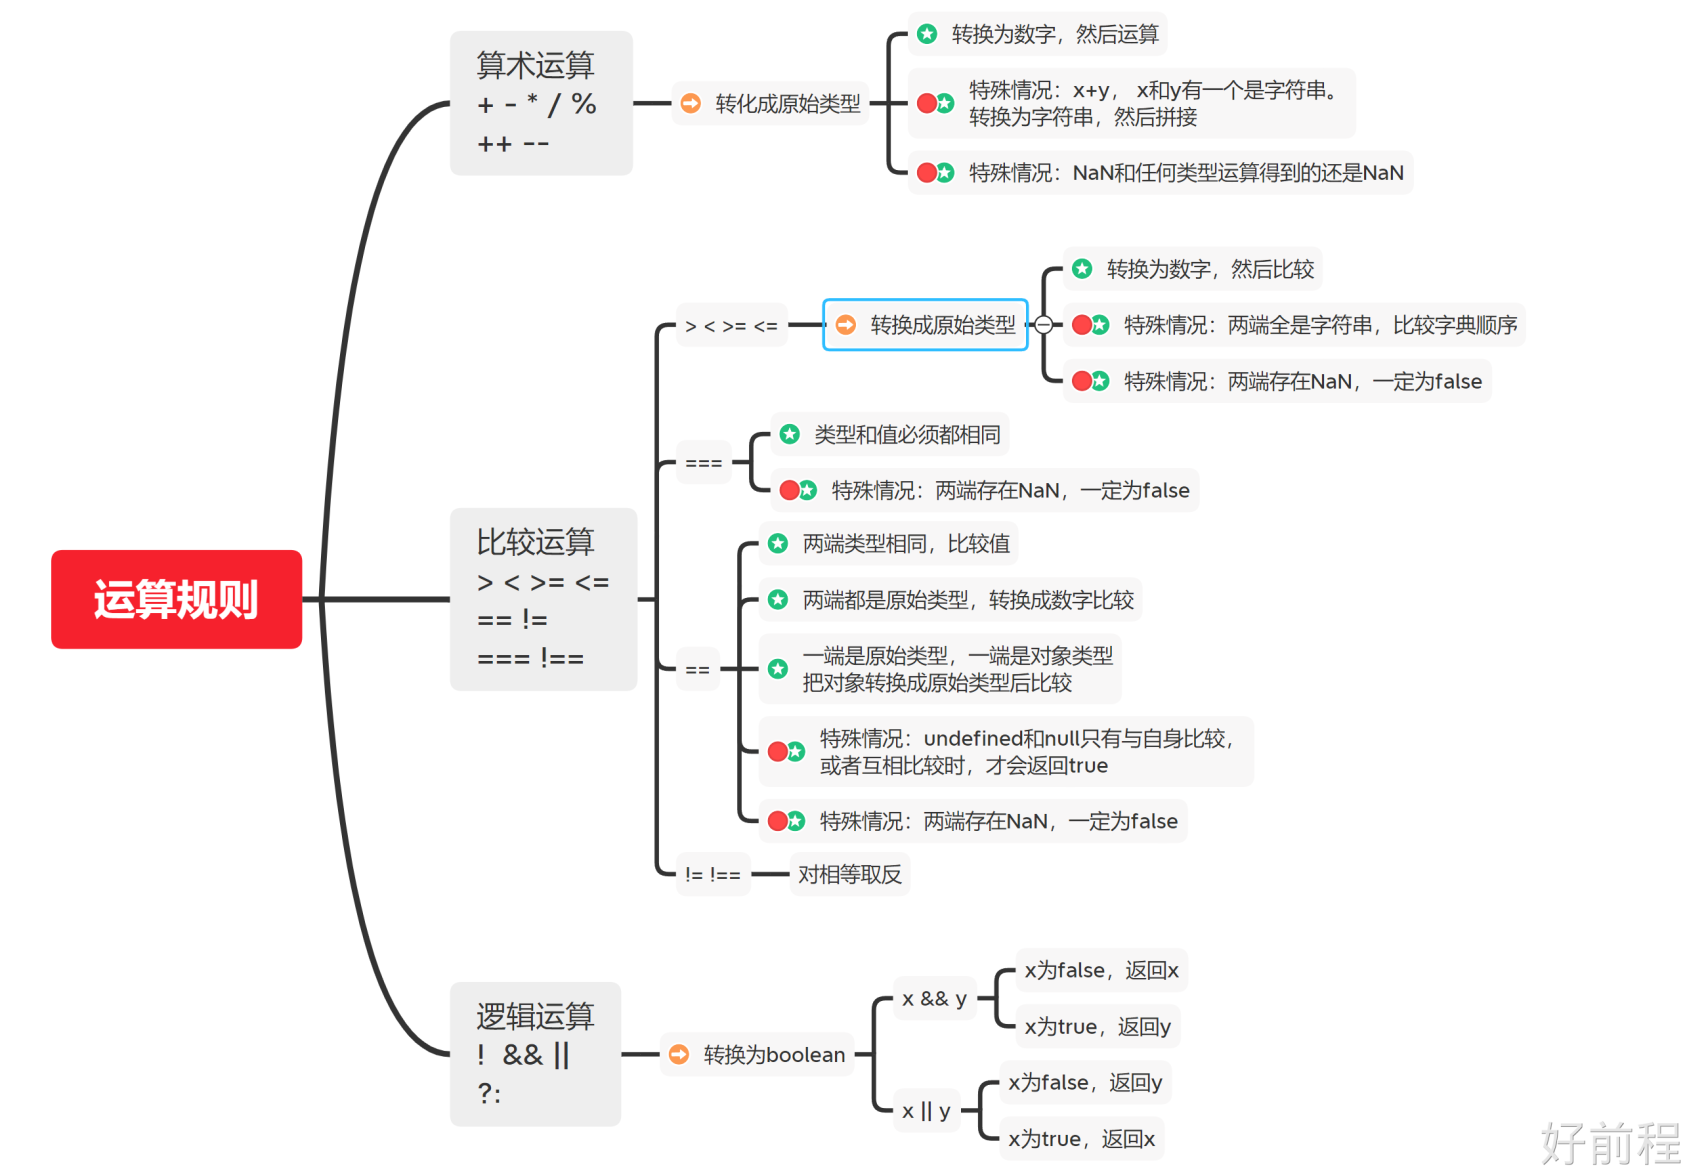 运算规则
算术运算
+ - * / %
++ --
转化成原始类型
转换为数字，然后运算
特殊情况：x+y， x和y有一个是字符串。
转换为字符串，然后拼接
特殊情况：NaN和任何类型运算得到的还是NaN
比较运算
> < >= <=
== !=
=== !==
> < >= <=
转换成原始类型
转换为数字，然后比较
特殊情况：两端全是字符串，比较字典顺序
特殊情况：两端存在NaN，一定为false
===
类型和值必须都相同
特殊情况：两端存在NaN，一定为false
==
两端类型相同，比较值
两端都是原始类型，转换成数字比较
一端是原始类型，一端是对象类型
把对象转换成原始类型后比较
特殊情况：undefined和null只有与自身比较，
或者互相比较时，才会返回true
特殊情况：两端存在NaN，一定为false
!= !==
对相等取反
逻辑运算
! && ||
?:
转换为boolean
x && y
x为false，返回x
x为true，返回y
x || y
x为false，返回y
x为true，返回x
好前程